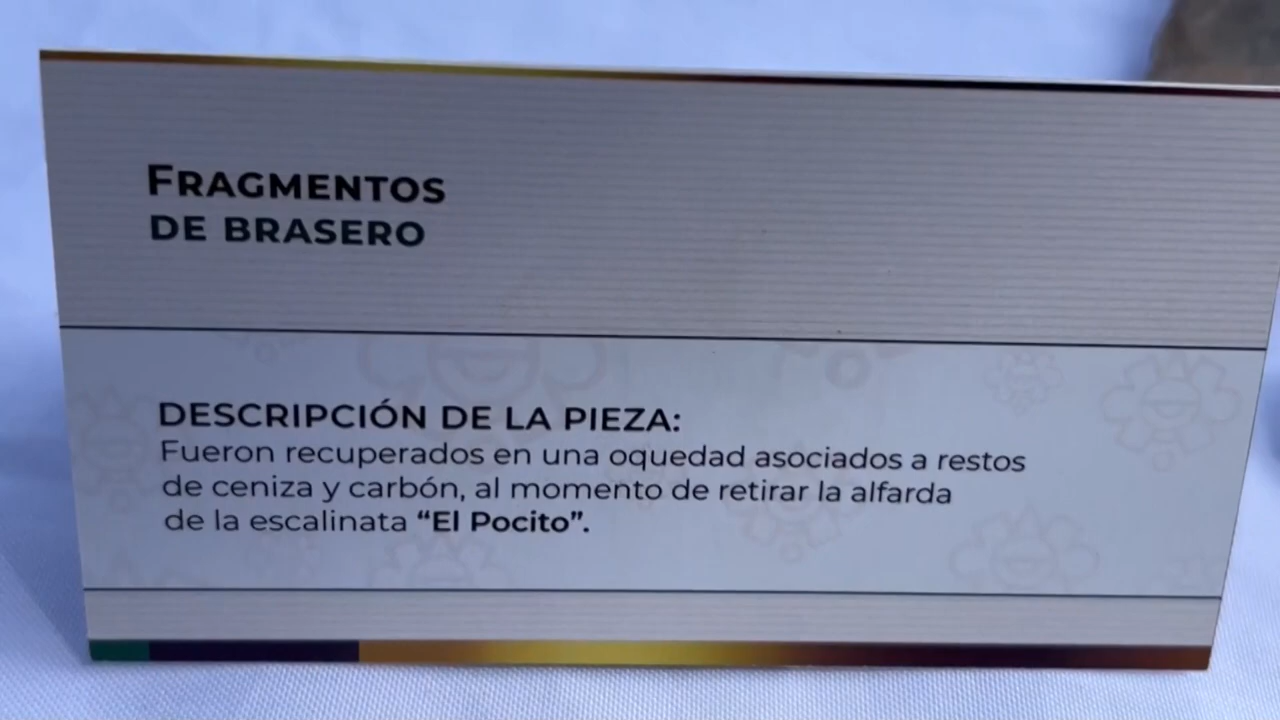 FRAGMENTOS
DE BRASERO
DESCRIPCIÓN DE LA PIEZA:
Fueron recuperados en una oquedad asociados a restos
de ceniza y carbón, al momento de retirar la alfarda
de la escalinata “El Pocito”.